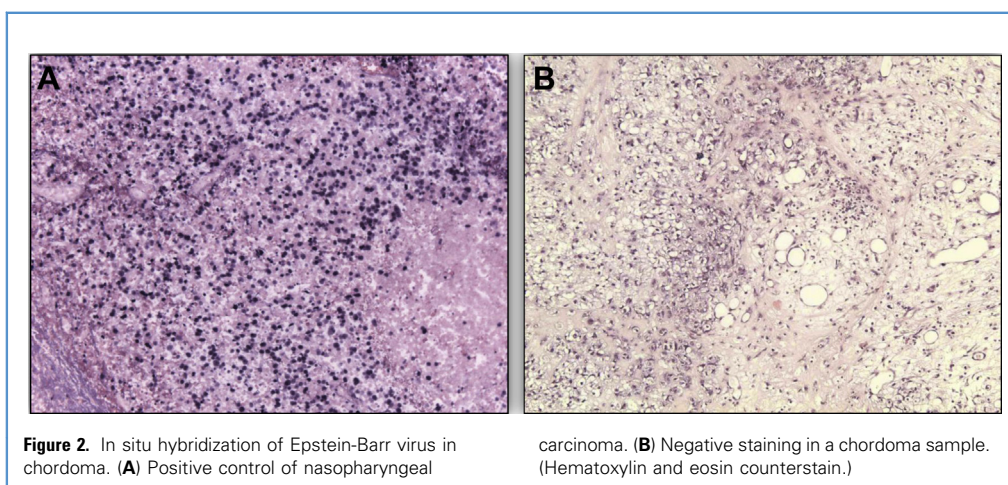 A
B
Figure 2. In situ hybridization of Epstein-Barr virus in
chordoma. (A) Positive control of nasopharyngeal
carcinoma. (B) Negative staining in a chordoma sample.
(Hematoxylin and eosin counterstain.)